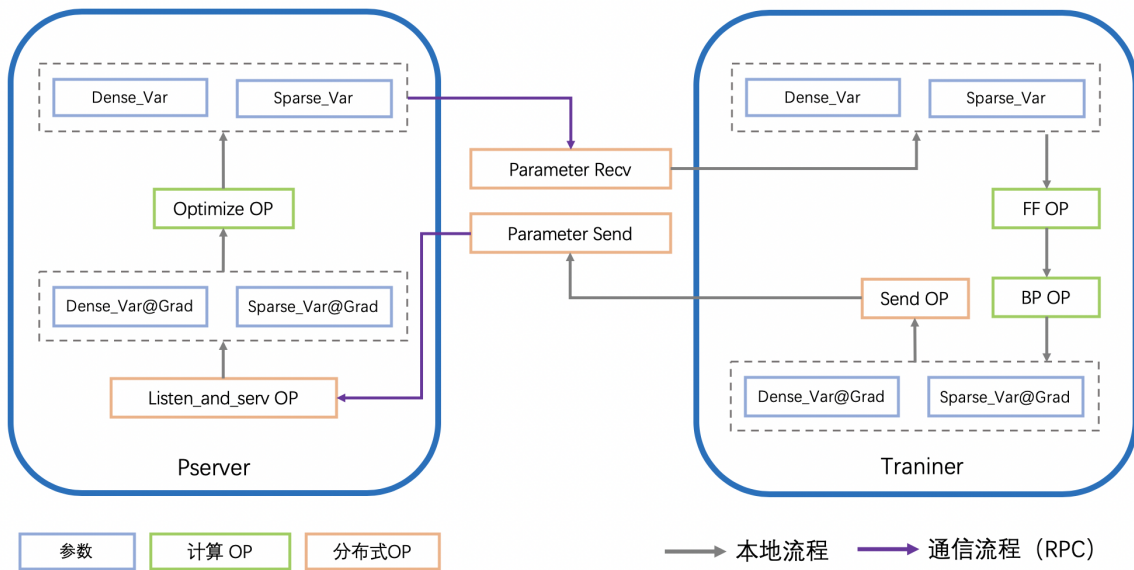 Dense_Var
Sparse_Var
Optimize OP
Dense_Var@Grad
Sparse_Var@Grad
Listen_and_serv OP
Pserver
Parameter Recv
Parameter Send
Dense_Var
Sparse_Var
FF OP
BP OP
Send OP
Dense_Var@Grad
Sparse_Var@Grad
Traniner
参数
计算 OP
分布式OP
本地流程
通信流程（RPC）